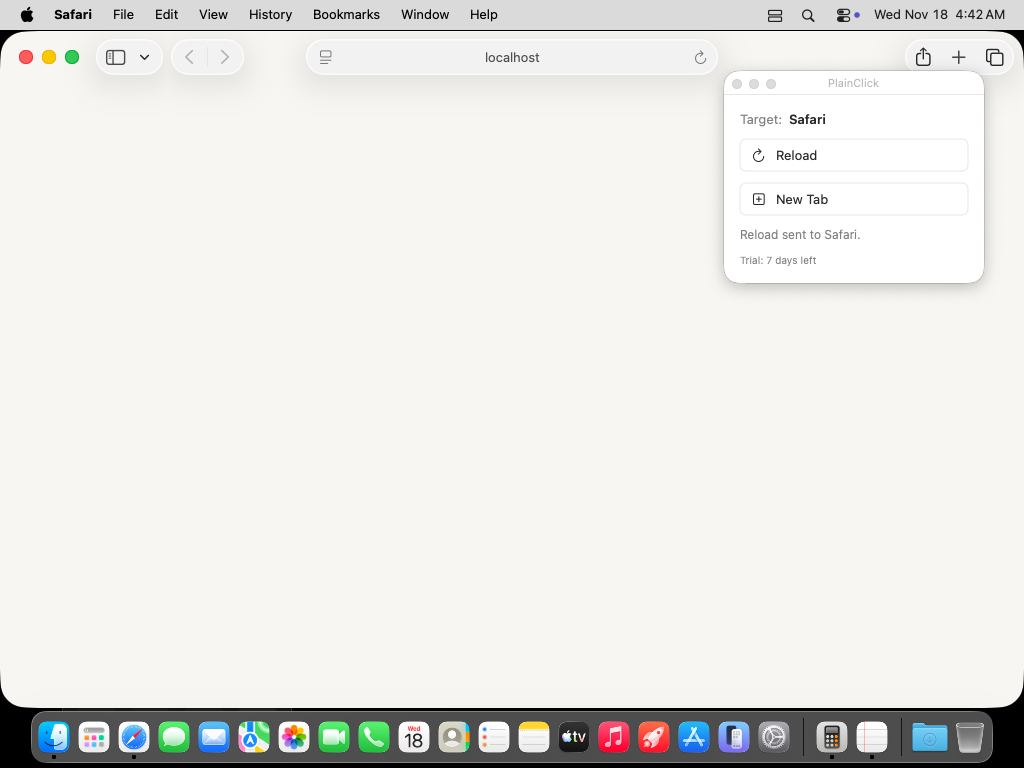 Safari File Edit View History Bookmarks Window Help Wed Nov 18 4:42 AM
localhost
PlainClick
Target: Safari
Reload
New Tab
Reload sent to Safari.
Trial: 7 days left
Wed
18
tv